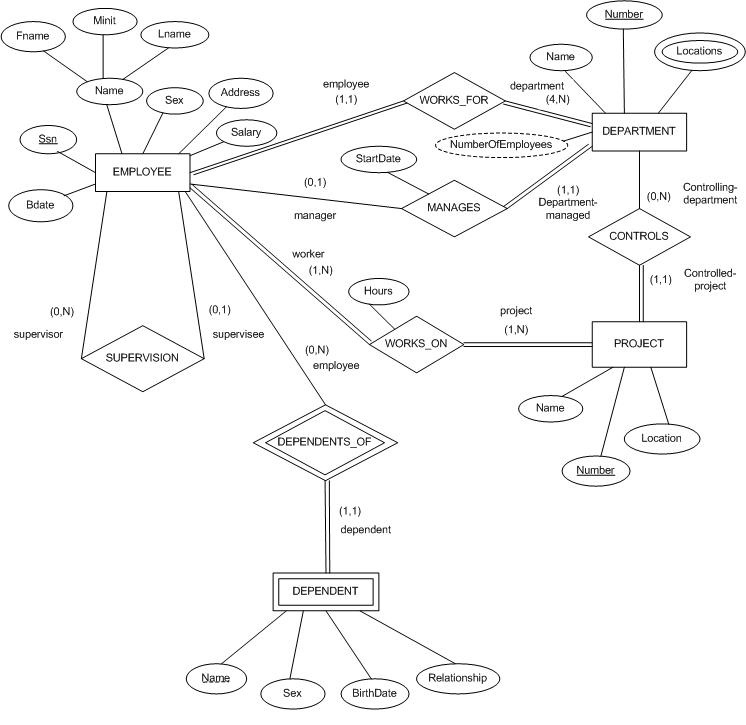 Minit
Fname
Lname
Name
Sex
Address
Salary
Ssn
EMPLOYEE
Bdate
employee
(1,1)
WORKS_FOR
department
(4,N)
Number
Name
Locations
DEPARTMENT
NumberOfEmployees
StartDate
(0,1)
manager
MANAGES
(1,1)
Department-
managed
(0,N)
Controlling-
department
CONTROLS
(1,1)
Controlled-
project
worker
(1,N)
Hours
WORKS_ON
project
(1,N)
PROJECT
Name
Number
Location
(0,N)
supervisor
(0,1)
supervisee
SUPERVISION
(0,N)
employee
DEPENDENTS_OF
(1,1)
dependent
DEPENDENT
Name
Sex
BirthDate
Relationship